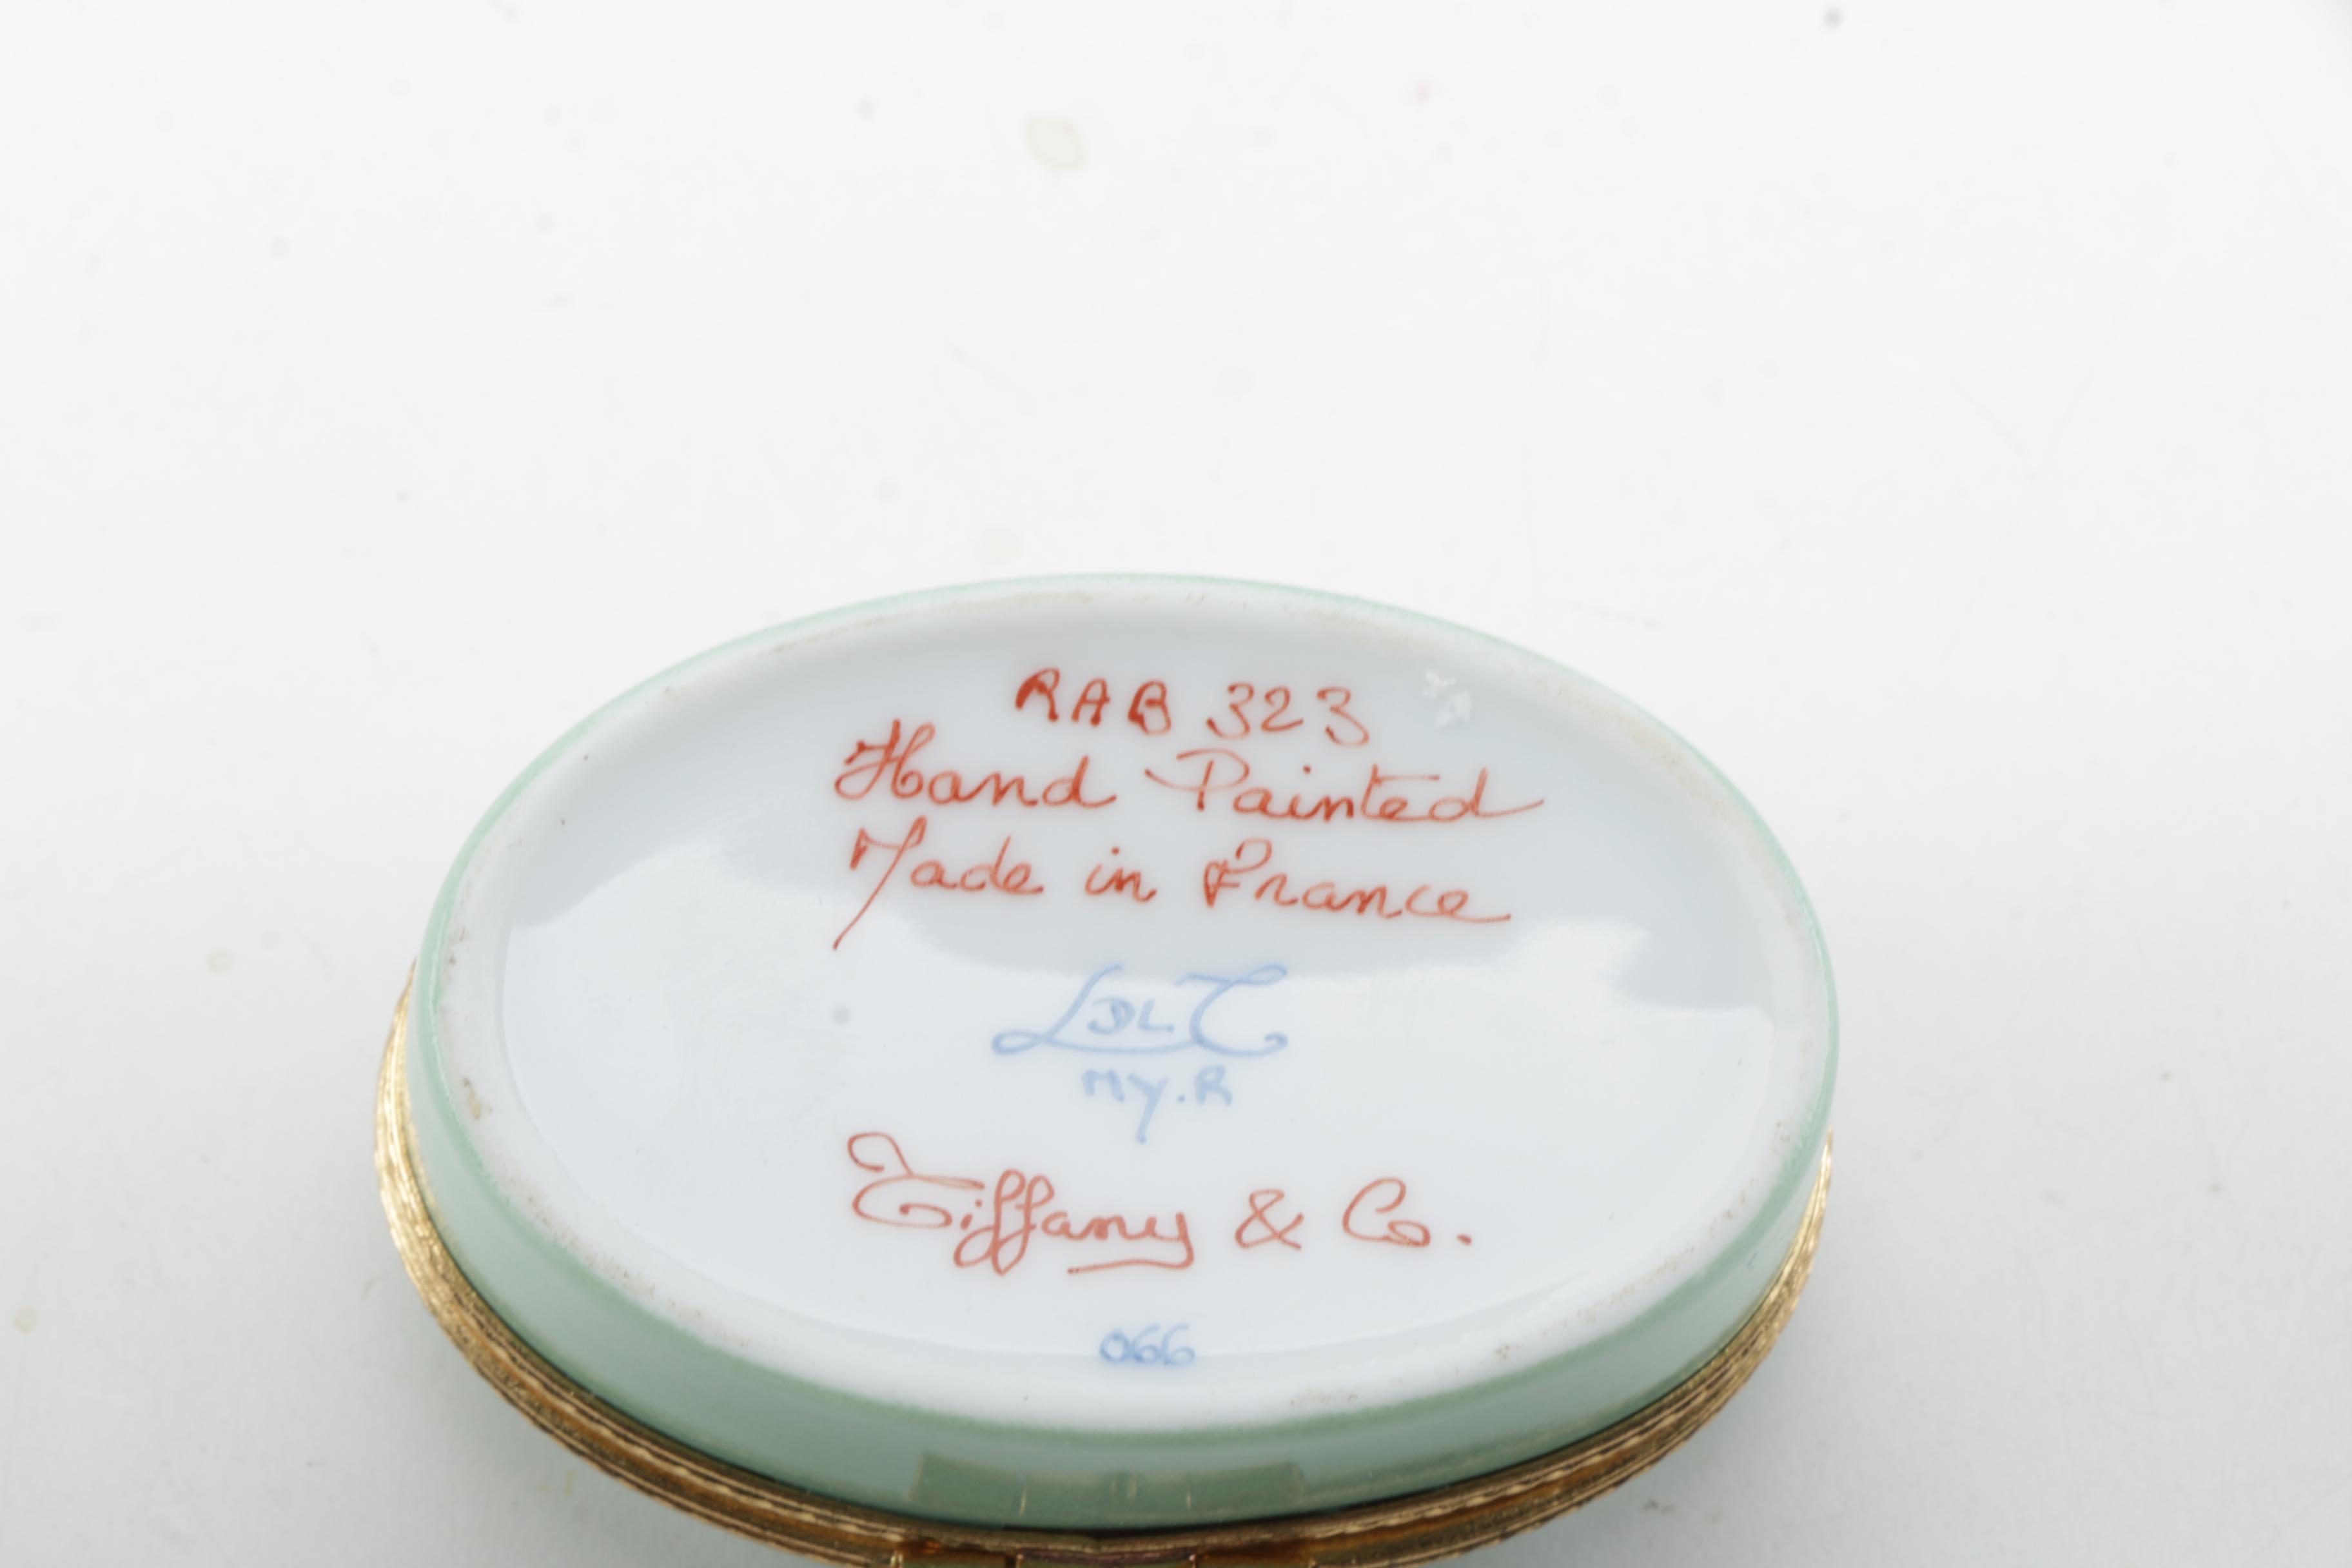 RAB 323
Hand Painted
Made in France
LDLT
MY.R
Tiffany & Co.
066